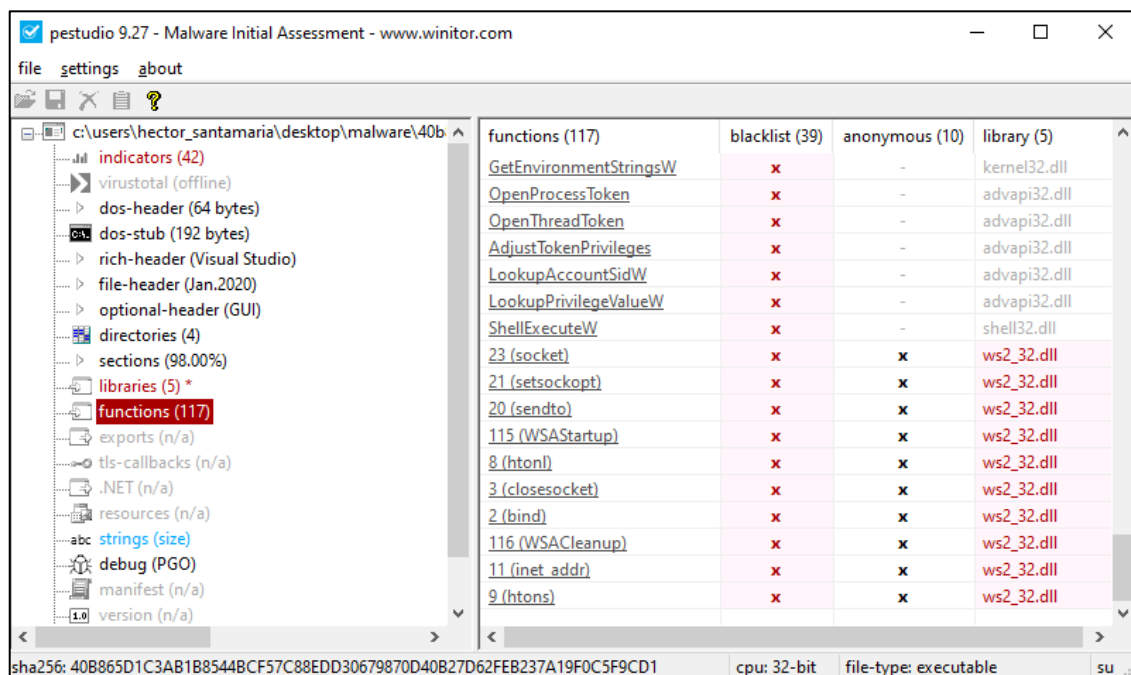 pestudio 9.27 - Malware Initial Assessment - www.winitor.com
file settings about
c:\users\hector_santamaria\desktop\malware\40b
indicators (42)
virustotal (offline)
dos-header (64 bytes)
dos-stub (192 bytes)
rich-header (Visual Studio)
file-header (Jan.2020)
optional-header (GUI)
directories (4)
sections (98.00%)
libraries (5) *
functions (117)
exports (n/a)
tls-callbacks (n/a)
.NET (n/a)
resources (n/a)
abc strings (size)
debug (PGO)
manifest (n/a)
1.0 version (n/a)
functions (117) blacklist (39) anonymous (10) library (5)
GetEnvironmentStringsW x - kernel32.dll
OpenProcessToken x - advapi32.dll
OpenThreadToken x - advapi32.dll
AdjustTokenPrivileges x - advapi32.dll
LookupAccountSidW x - advapi32.dll
LookupPrivilegeValueW x - advapi32.dll
ShellExecuteW x - shell32.dll
23 (socket) x x ws2_32.dll
21 (setsockopt) x x ws2_32.dll
20 (sendto) x x ws2_32.dll
115 (WSAStartup) x x ws2_32.dll
8 (htonl) x x ws2_32.dll
3 (closesocket) x x ws2_32.dll
2 (bind) x x ws2_32.dll
116 (WSACleanup) x x ws2_32.dll
11 (inet_addr) x x ws2_32.dll
9 (htons) x x ws2_32.dll
sha256: 40B865D1C3AB1B8544BCF57C88EDD30679870D40B27D62FEB237A19F0C5F9CD1 cpu: 32-bit file-type: executable su